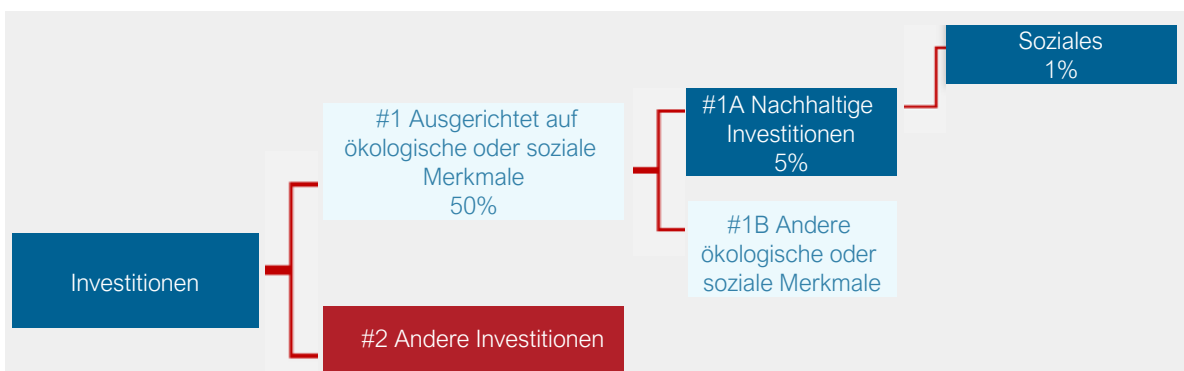 Soziales
1%
#1A Nachhaltige
Investitionen
5%
#1 Ausgerichtet auf
ökologische oder soziale
Merkmale
50%
#1B Andere
ökologische oder
soziale Merkmale
Investitionen
#2 Andere Investitionen